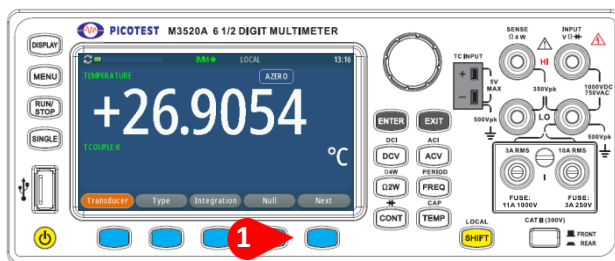 PICOTEST M3520A 6 1/2 DIGIT MULTIMETER
DISPLAY
MENU
RUN/
STOP
SINGLE
IMM LOCAL 13:16
TEMPERATURE
AZERO
+26.9054
TCOUPLE:K
°C
Transducer Type Integration Null Next
1
ENTER EXIT
DCI ACI
DCV ACV
Ω4W PERIOD
Ω2W FREQ
CAP
CONT TEMP
LOCAL
SHIFT
TC INPUT
+
−
5V
MAX
SENSE
Ω 4 W
INPUT
V Ω
HI
350Vpk
1000VDC
750VAC
LO
500Vpk
500Vpk
3A RMS 10A RMS
I
FUSE:
11A 1000V
FUSE:
3A 250V
CAT II (300V)
FRONT
REAR